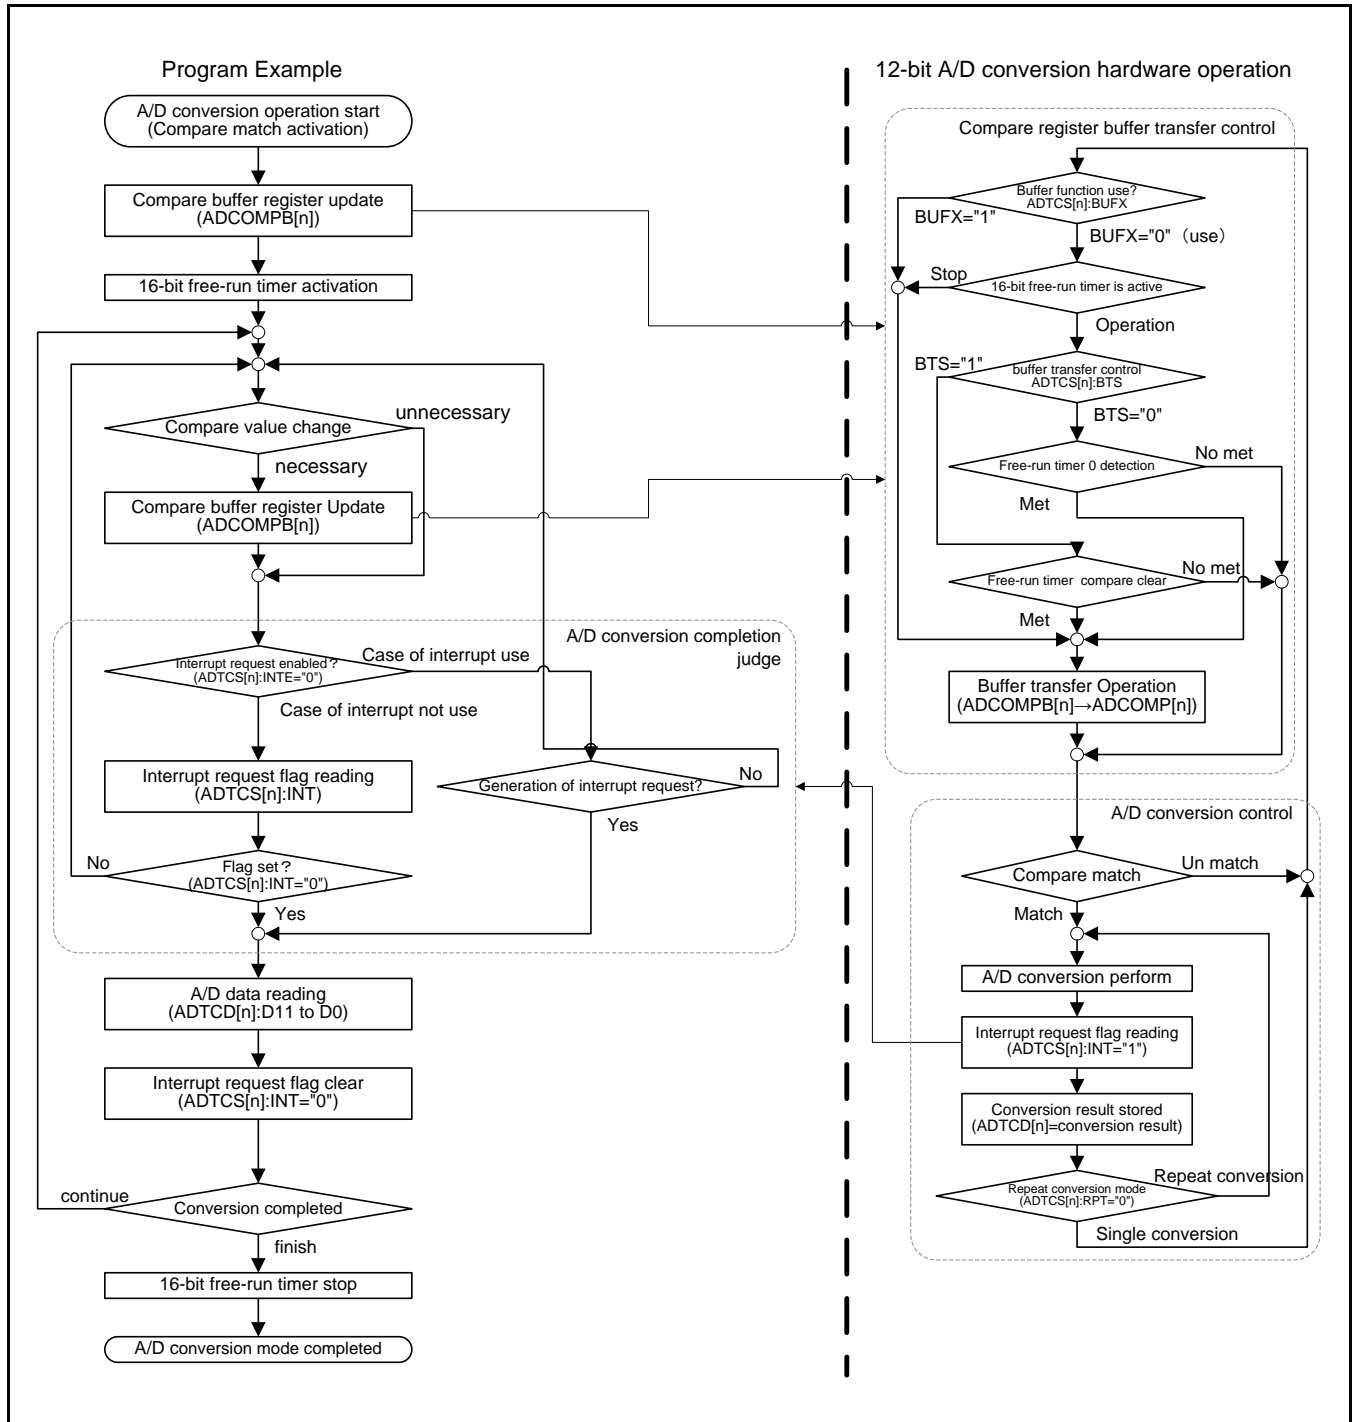 Program Example
A/D conversion operation start
(Compare match activation)
Compare buffer register update
(ADCOMPB[n])
16-bit free-run timer activation
Compare value change
unnecessary
necessary
Compare buffer register Update
(ADCOMPB[n])
A/D conversion completion
judge
Interrupt request enabled？
(ADTCS[n]:INTE="0")
Case of interrupt use
Case of interrupt not use
Interrupt request flag reading
(ADTCS[n]:INT)
Generation of interrupt request?
No
Yes
Flag set？
(ADTCS[n]:INT="0")
No
Yes
A/D data reading
(ADTCD[n]:D11 to D0)
Interrupt request flag clear
(ADTCS[n]:INT="0")
Conversion completed
continue
finish
16-bit free-run timer stop
A/D conversion mode completed
12-bit A/D conversion hardware operation
Compare register buffer transfer control
Buffer function use?
ADTCS[n]:BUFX
BUFX="1"
BUFX="0"（use）
Stop
16-bit free-run timer is active
Operation
BTS="1"
buffer transfer control
ADTCS[n]:BTS
BTS="0"
Free-run timer 0 detection
No met
Met
Free-run timer compare clear
No met
Met
Buffer transfer Operation
(ADCOMPB[n]→ADCOMP[n])
A/D conversion control
Compare match
Un match
Match
A/D conversion perform
Interrupt request flag reading
(ADTCS[n]:INT="1")
Conversion result stored
(ADTCD[n]=conversion result)
Repeat conversion
Repeat conversion mode
(ADTCS[n]:RPT="0")
Single conversion